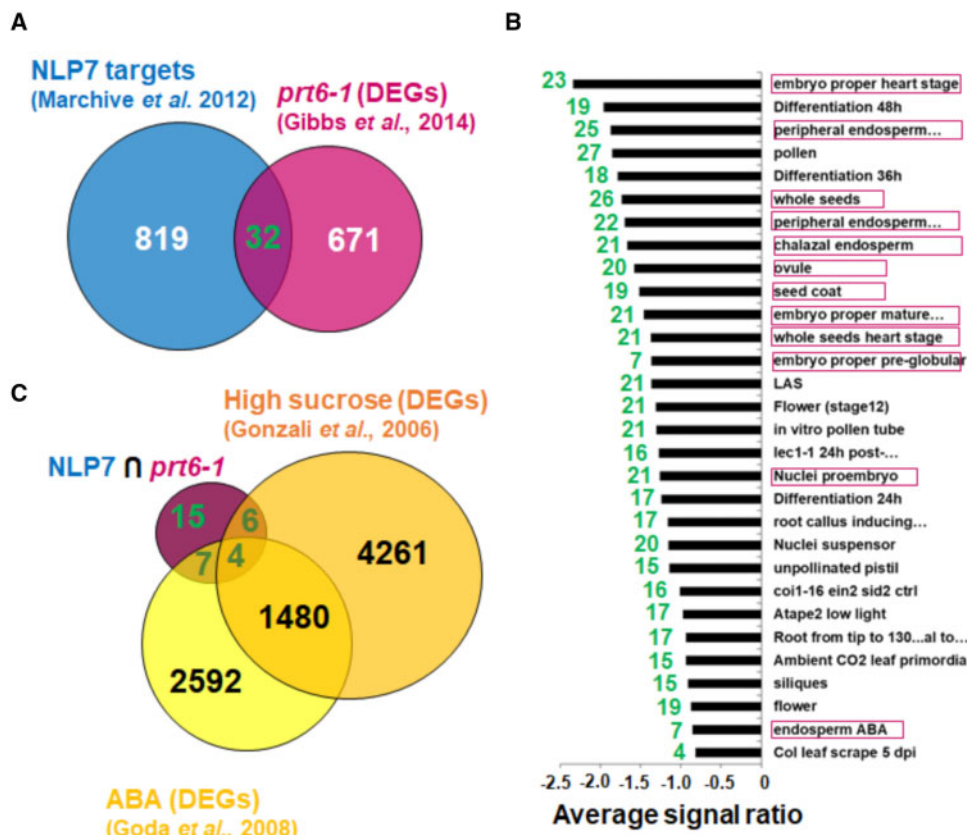 A
NLP7 targets
(Marchive et al. 2012)
prt6-1 (DEGs)
(Gibbs et al., 2014)
819
32
671
B
23 embryo proper heart stage
19 Differentiation 48h
25 peripheral endosperm…
27 pollen
18 Differentiation 36h
26 whole seeds
22 peripheral endosperm…
21 chalazal endosperm
20 ovule
19 seed coat
21 embryo proper mature…
21 whole seeds heart stage
7 embryo proper pre-globular
21 LAS
21 Flower (stage12)
21 in vitro pollen tube
16 lec1-1 24h post-…
21 Nuclei proembryo
17 Differentiation 24h
17 root callus inducing…
20 Nuclei suspensor
15 unpollinated pistil
16 coi1-16 ein2 sid2 ctrl
17 Atape2 low light
17 Root from tip to 130...al to…
15 Ambient CO2 leaf primordia
15 siliques
19 flower
7 endosperm ABA
4 Col leaf scrape 5 dpi
-2.5 -2.0 -1.5 -1.0 -0.5 0
Average signal ratio
C
High sucrose (DEGs)
(Gonzali et al., 2006)
NLP7 ∩ prt6-1
15
6
7
4
4261
1480
2592
ABA (DEGs)
(Goda et al., 2008)